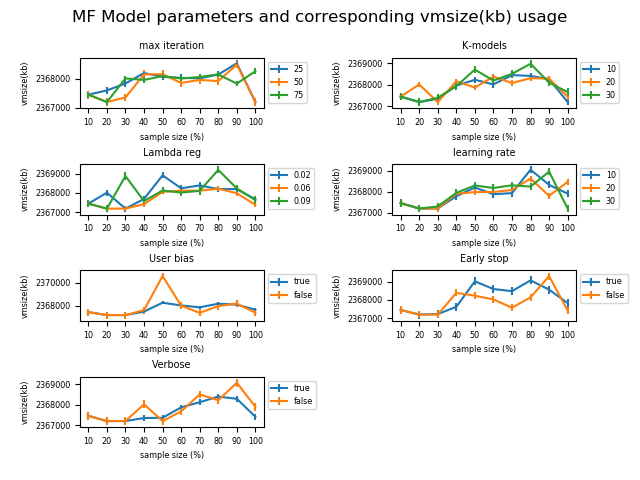 MF Model parameters and corresponding vmsize(kb) usage
max iteration
vmsize(kb)
2368000
2367000
10 20 30 40 50 60 70 80 90 100
sample size (%)
25
50
75
K-models
vmsize(kb)
2369000
2368000
2367000
10 20 30 40 50 60 70 80 90 100
sample size (%)
10
20
30
Lambda reg
vmsize(kb)
2369000
2368000
2367000
10 20 30 40 50 60 70 80 90 100
sample size (%)
0.02
0.06
0.09
learning rate
vmsize(kb)
2369000
2368000
2367000
10 20 30 40 50 60 70 80 90 100
sample size (%)
10
20
30
User bias
vmsize(kb)
2370000
2368000
10 20 30 40 50 60 70 80 90 100
sample size (%)
true
false
Early stop
vmsize(kb)
2369000
2368000
2367000
10 20 30 40 50 60 70 80 90 100
sample size (%)
true
false
Verbose
vmsize(kb)
2369000
2368000
2367000
10 20 30 40 50 60 70 80 90 100
sample size (%)
true
false